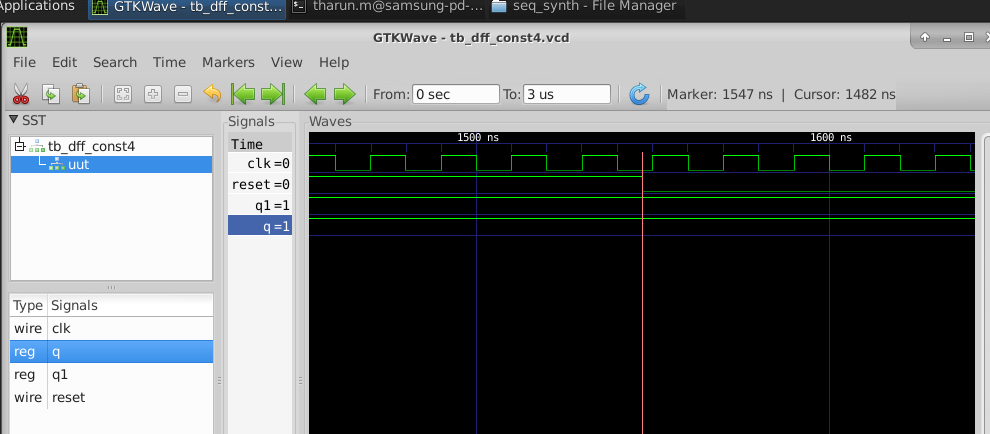 Applications GTKWave - tb_dff_const... tharun.m@samsung-pd-... seq_synth - File Manager
GTKWave - tb_dff_const4.vcd
File Edit Search Time Markers View Help
From: 0 sec To: 3 us Marker: 1547 ns | Cursor: 1482 ns
SST
Signals
Waves
tb_dff_const4
uut
Time
clk=0
reset=0
q1=1
q=1
1500 ns 1600 ns
Type Signals
wire clk
reg q
reg q1
wire reset